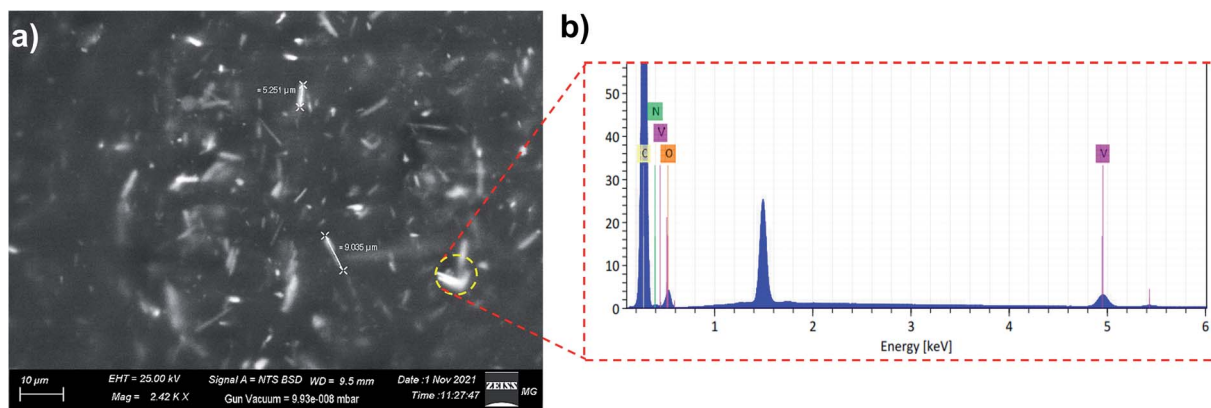 a)
= 5.251 µm
= 9.035 µm
10 µm
EHT = 25.00 kV
Signal A = NTS BSD
WD = 9.5 mm
Date :1 Nov 2021
Mag = 2.42 K X
Gun Vacuum = 9.93e-008 mbar
Time :11:27:47
ZEISS
MG
b)
50
40
30
20
10
0
N
V
C
O
V
1
2
3
4
5
6
Energy [keV]